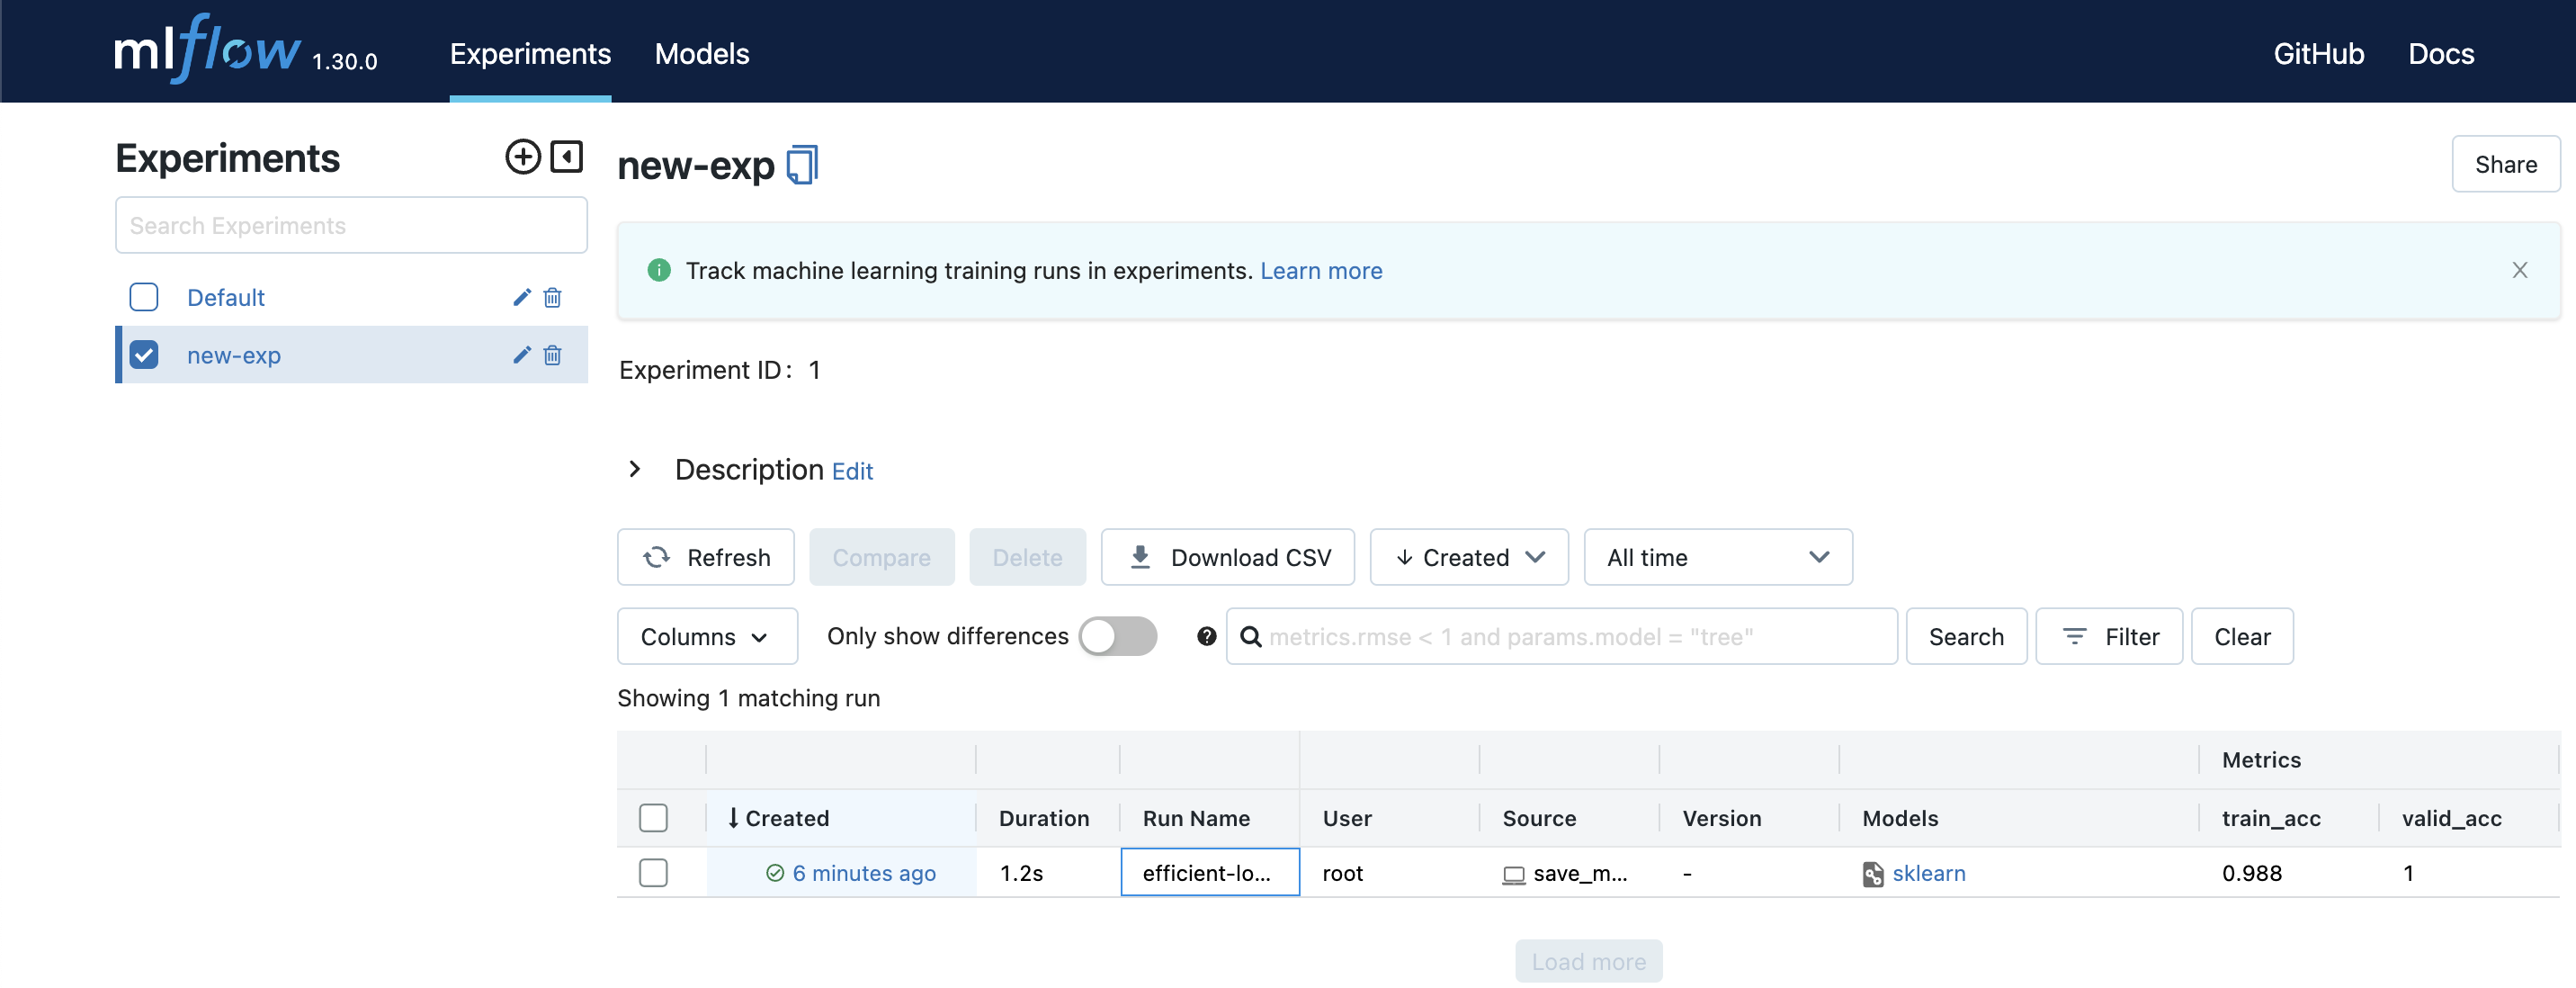 mlflow 1.30.0 Experiments Models GitHub Docs
Experiments
Search Experiments
Default
new-exp
new-exp
Share
Track machine learning training runs in experiments. Learn more
Experiment ID: 1
Description Edit
Refresh Compare Delete Download CSV Created All time
Columns Only show differences metrics.rmse < 1 and params.model = "tree" Search Filter Clear
Showing 1 matching run
Metrics
Created Duration Run Name User Source Version Models train_acc valid_acc
6 minutes ago 1.2s efficient-lo... root save_m... - sklearn 0.988 1
Load more